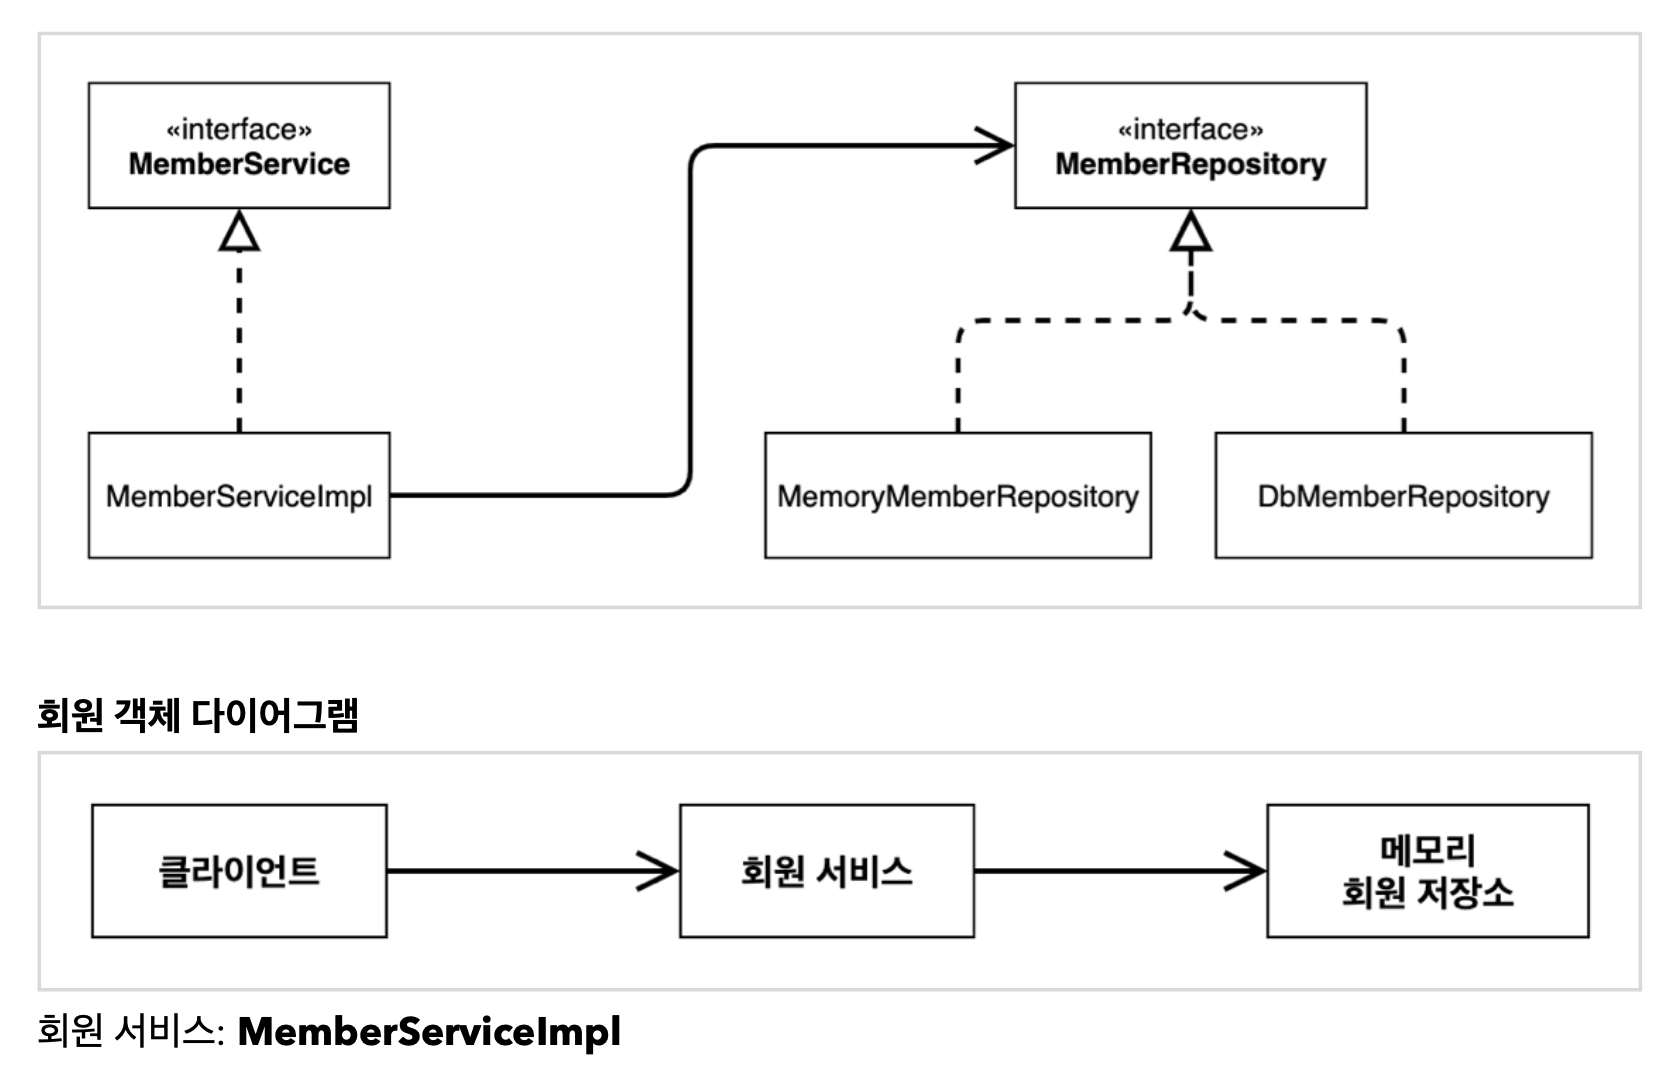 «interface»
MemberService
«interface»
MemberRepository
MemberServiceImpl
MemoryMemberRepository
DbMemberRepository
회원 객체 다이어그램
클라이언트
회원 서비스
메모리
회원 저장소
회원 서비스: MemberServiceImpl